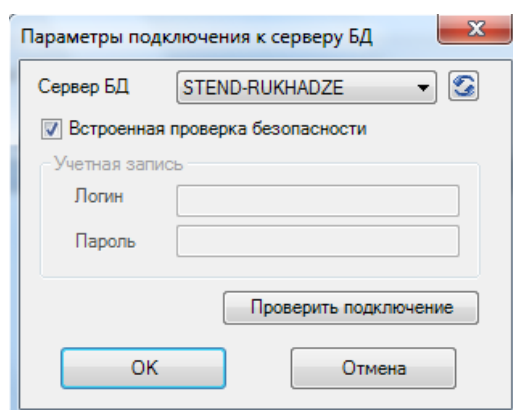 Параметры подключения к серверу БД
Сервер БД STEND-RUKHADZE
Встроенная проверка безопасности
Учетная запись
Логин
Пароль
Проверить подключение
OK Отмена